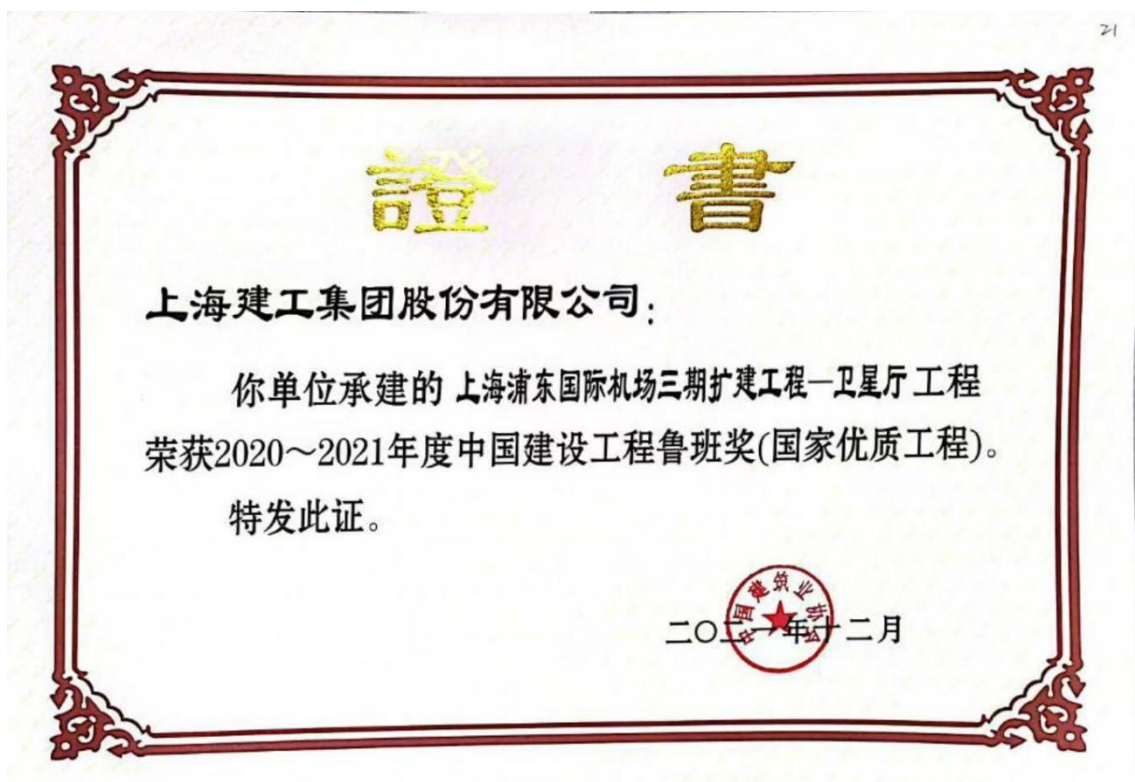 21
證 書
上海建工集团股份有限公司:
你单位承建的 上海浦东国际机场三期扩建工程—卫星厅 工程
荣获2020～2021年度中国建设工程鲁班奖(国家优质工程)。
特发此证。
中国建筑业协会
二〇二一年十二月